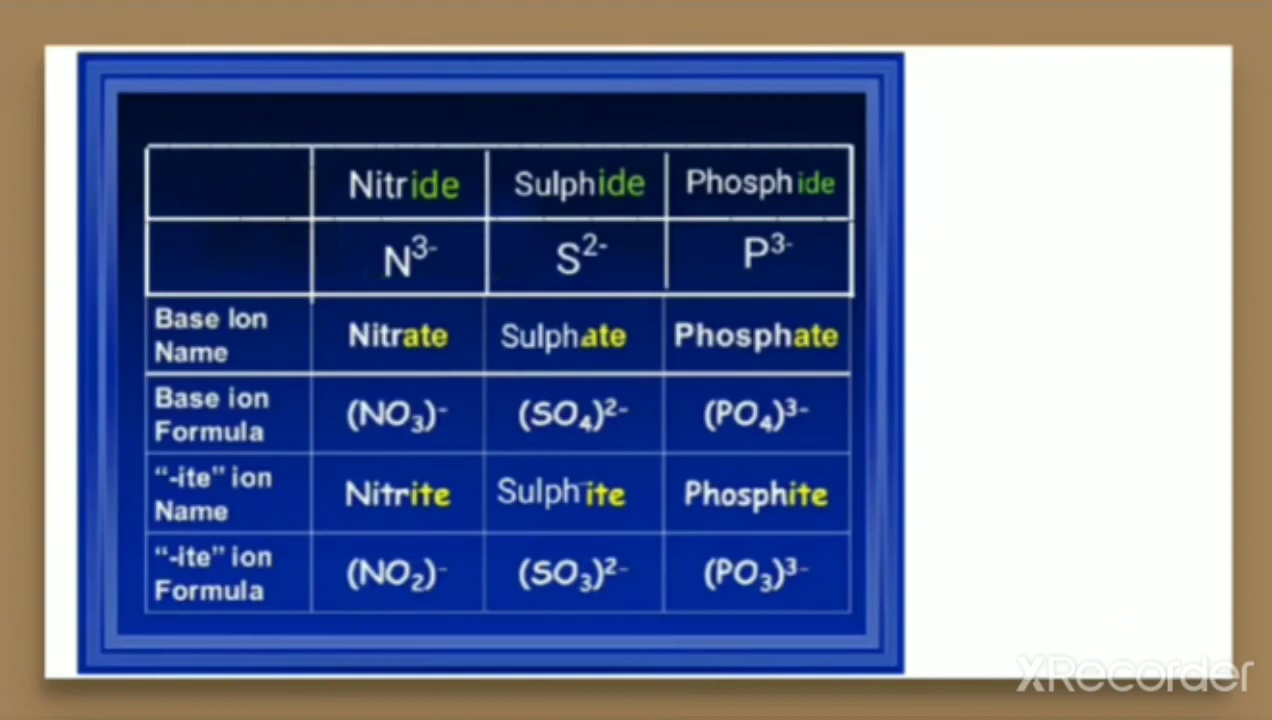 Nitride Sulphide Phosphide
N³⁻ S²⁻ P³⁻
Base Ion Name Nitrate Sulphate Phosphate
Base ion Formula (NO₃)⁻ (SO₄)²⁻ (PO₄)³⁻
“-ite” ion Name Nitrite Sulphite Phosphite
“-ite” ion Formula (NO₂)⁻ (SO₃)²⁻ (PO₃)³⁻
XRecorder